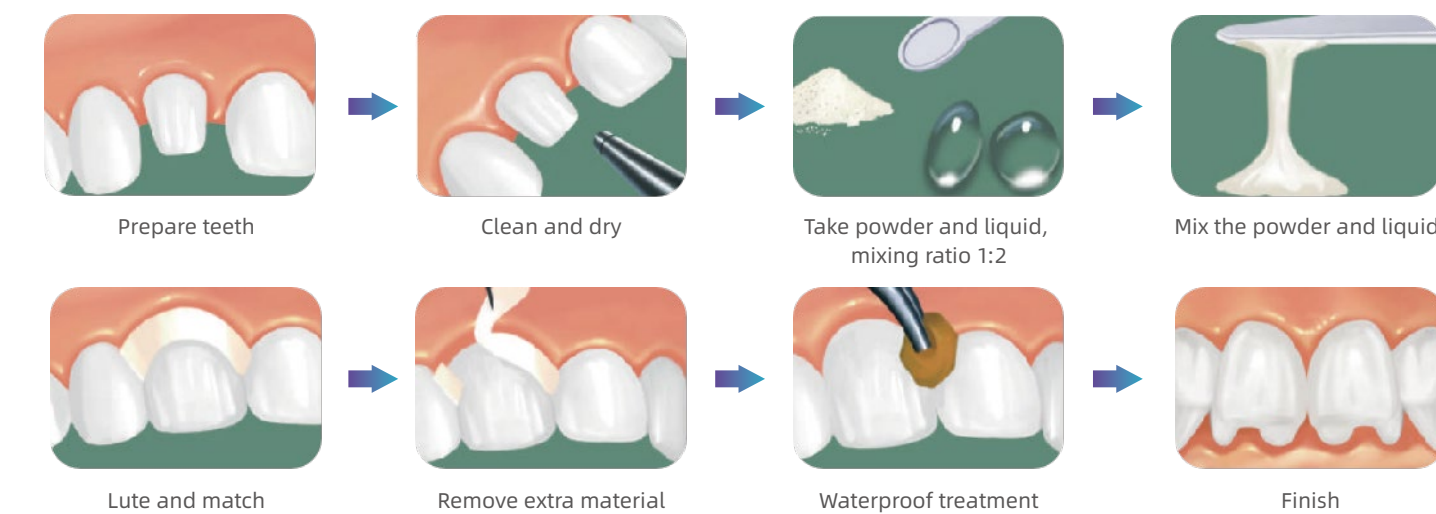 Prepare teeth
Clean and dry
Take powder and liquid,
mixing ratio 1:2
Mix the powder and liquid
Lute and match
Remove extra material
Waterproof treatment
Finish